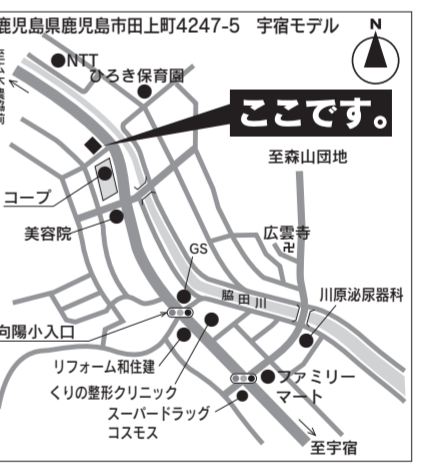 鹿児島県鹿児島市田上町4247-5 宇宿モデル
N
NTT
ひろき保育園
ここです。
至森山団地
コープ
美容院
広雲寺
GS
脇田川
川原泌尿器科
向陽小入口
リフォーム和住建
くりの整形クリニック
スーパードラッグ
コスモス
ファミリー
マート
至宇宿